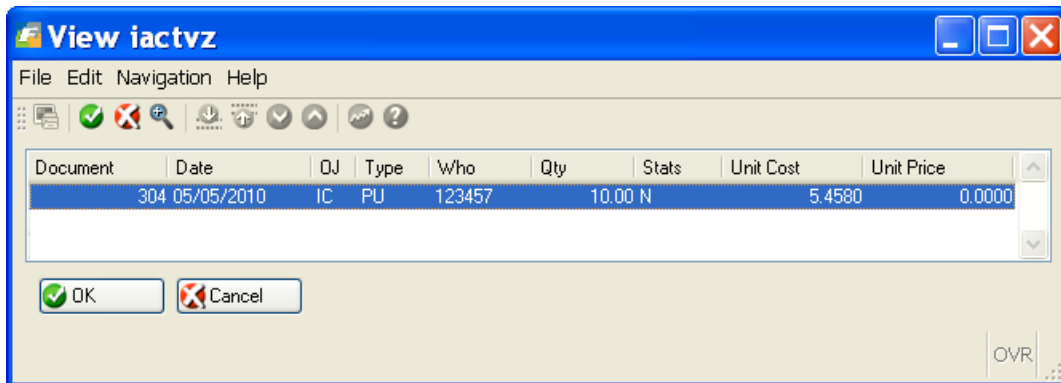 View iactvz
File Edit Navigation Help
Document Date OJ Type Who Qty Stats Unit Cost Unit Price
304 05/05/2010 IC PU 123457 10.00 N 5.4580 0.0000
OK Cancel
OVR